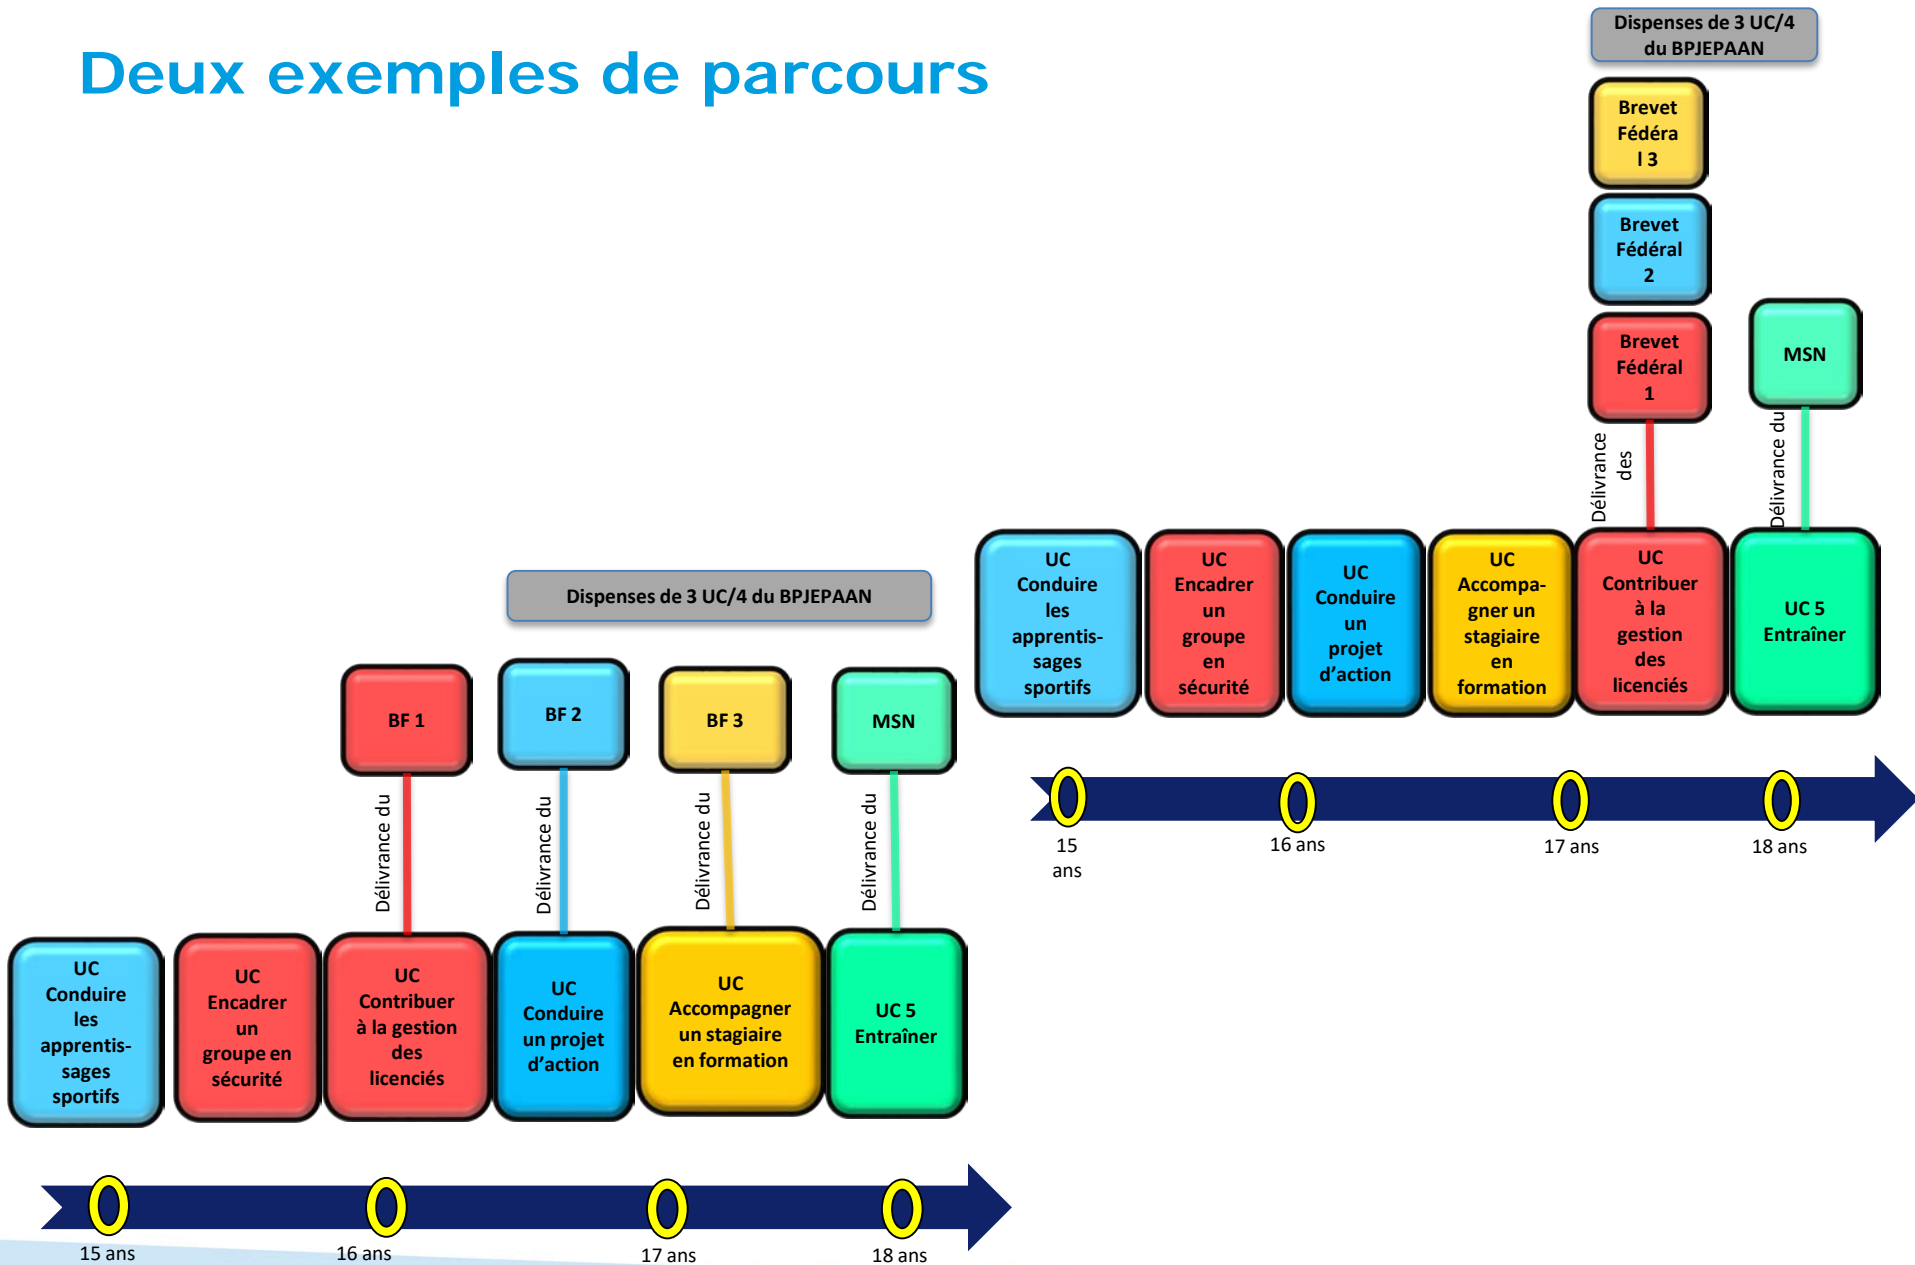 Deux exemples de parcours
Dispenses de 3 UC/4
du BPJEPAAN
Brevet
Fédéra
l 3
Brevet
Fédéral
2
Brevet
Fédéral
1
MSN
Délivrance
des
Délivrance du
UC
Conduire
les
apprentis-
sages
sportifs
UC
Encadrer
un
groupe
en
sécurité
UC
Conduire
un
projet
d’action
UC
Accompa-
gner un
stagiaire
en
formation
UC
Contribuer
à la
gestion
des
licenciés
UC 5
Entraîner
15
ans
16 ans
17 ans
18 ans
Dispenses de 3 UC/4 du BPJEPAAN
BF 1
BF 2
BF 3
MSN
Délivrance du
Délivrance du
Délivrance du
Délivrance du
UC
Conduire
les
apprentis-
sages
sportifs
UC
Encadrer
un
groupe en
sécurité
UC
Contribuer
à la gestion
des
licenciés
UC
Conduire
un projet
d’action
UC
Accompagner
un stagiaire
en formation
UC 5
Entraîner
15 ans
16 ans
17 ans
18 ans